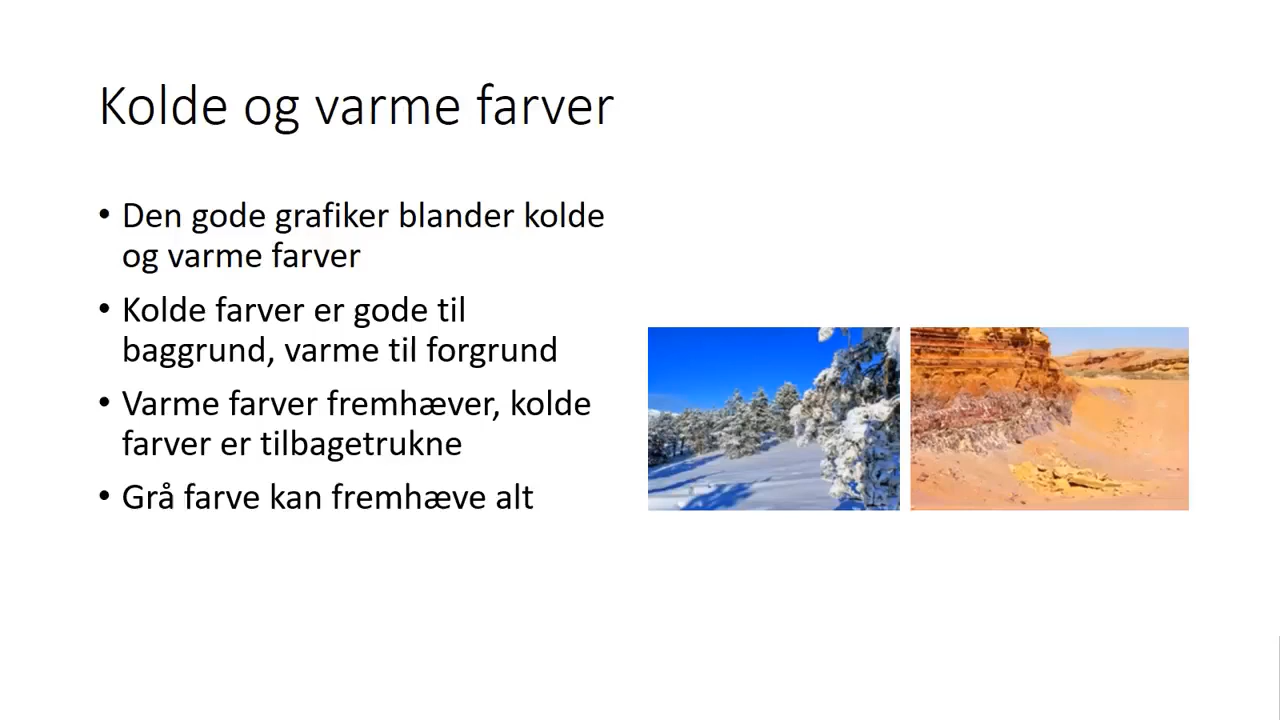 Kolde og varme farver
• Den gode grafiker blander kolde
og varme farver
• Kolde farver er gode til
baggrund, varme til forgrund
• Varme farver fremhæver, kolde
farver er tilbagetrukne
• Grå farve kan fremhæve alt